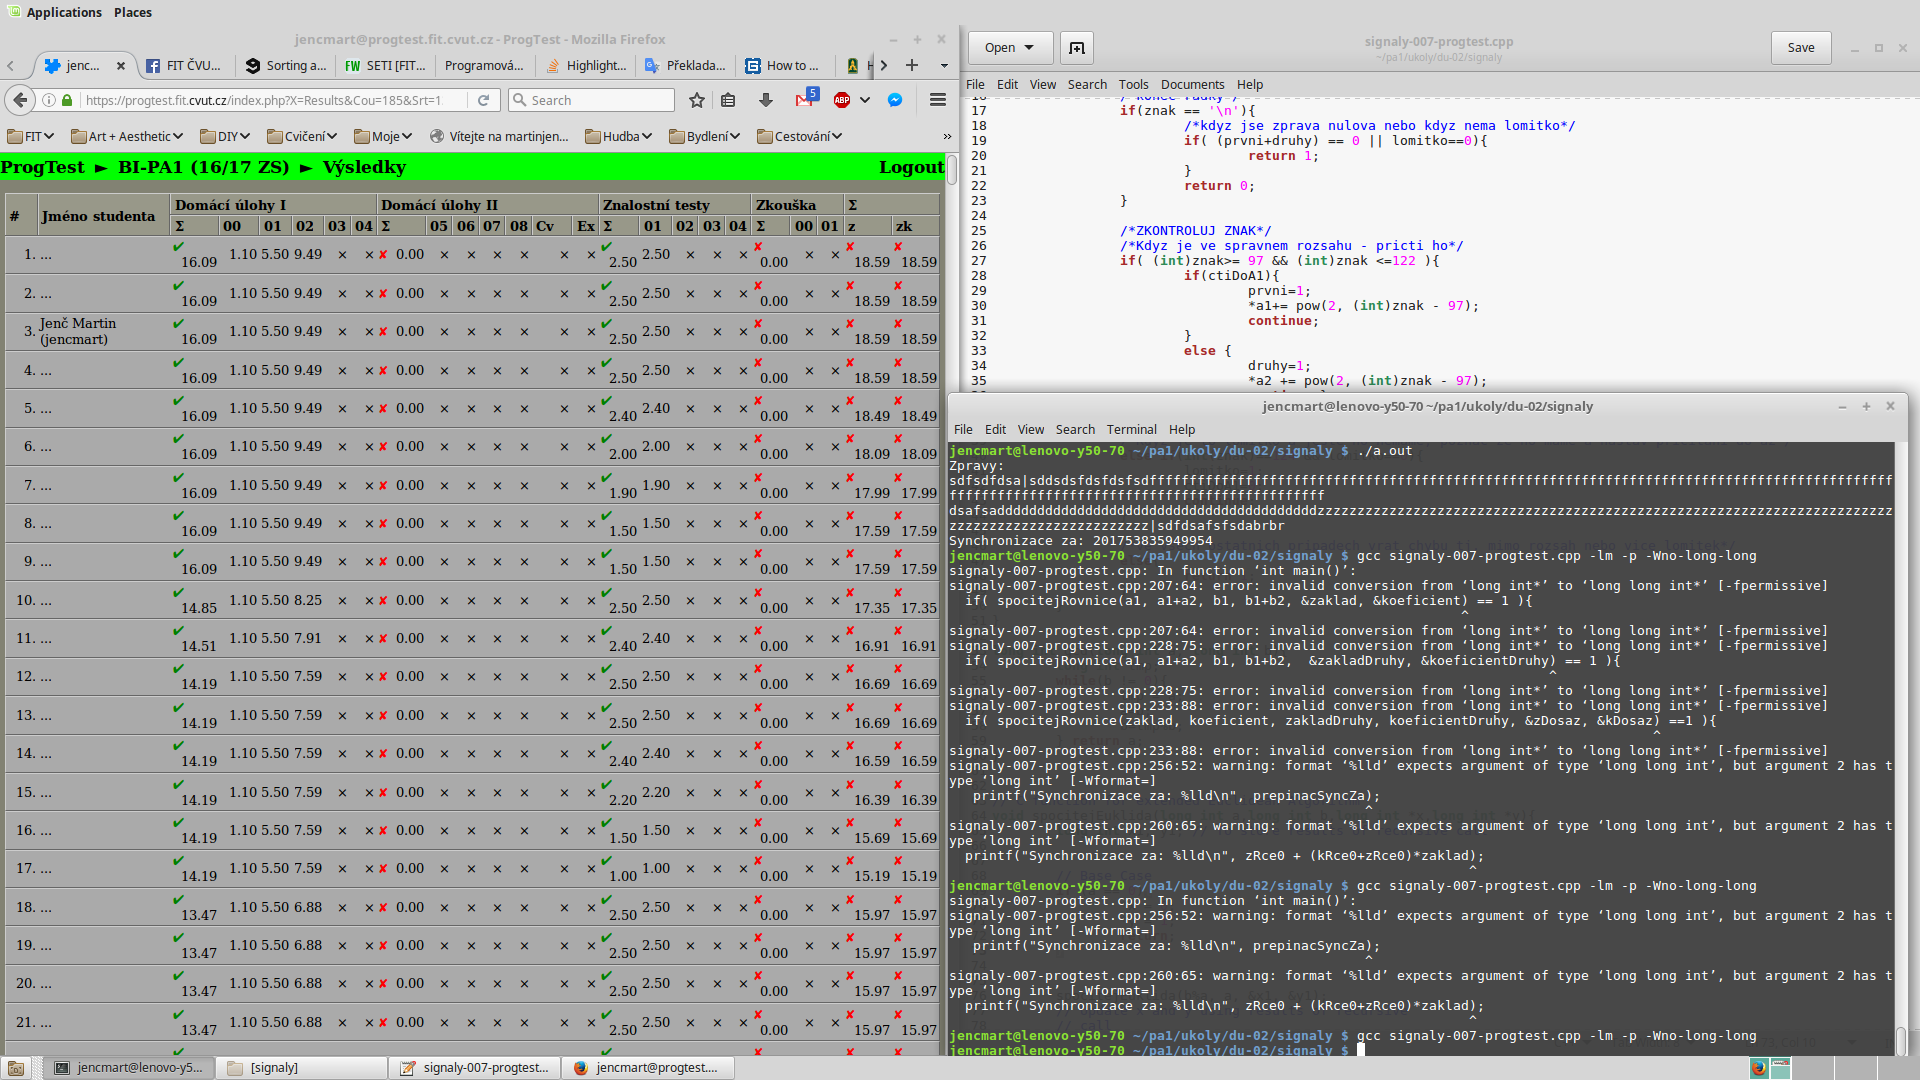 Applications Places
jencmart@progtest.fit.cvut.cz - ProgTest - Mozilla Firefox
jenc... FIT ČVU... Sorting a... SETI [FIT... Programová... Highlight... Překlada... How to ...
https://progtest.fit.cvut.cz/index.php?X=Results&Cou=185&Srt=1 Search 5 ABP
FIT Art + Aesthetic DIY Cvičení Moje Vítejte na martinjen... Hudba Bydlení Cestování »
ProgTest ► BI-PA1 (16/17 ZS) ► Výsledky Logout
# Jméno studenta Domácí úlohy I Domácí úlohy II Znalostní testy Zkouška Σ
Σ 00 01 02 03 04 Σ 05 06 07 08 Cv Ex Σ 01 02 03 04 Σ 00 01 z zk
1. ... ✔ 16.09 1.10 5.50 9.49 × × ✘ 0.00 × × × × × × ✔ 2.50 2.50 × × × ✘ 0.00 × × ✘ 18.59 ✘ 18.59
2. ... ✔ 16.09 1.10 5.50 9.49 × × ✘ 0.00 × × × × × × ✔ 2.50 2.50 × × × ✘ 0.00 × × ✘ 18.59 ✘ 18.59
3. Jenč Martin (jencmart) ✔ 16.09 1.10 5.50 9.49 × × ✘ 0.00 × × × × × × ✔ 2.50 2.50 × × × ✘ 0.00 × × ✘ 18.59 ✘ 18.59
4. ... ✔ 16.09 1.10 5.50 9.49 × × ✘ 0.00 × × × × × × ✔ 2.50 2.50 × × × ✘ 0.00 × × ✘ 18.59 ✘ 18.59
5. ... ✔ 16.09 1.10 5.50 9.49 × × ✘ 0.00 × × × × × × ✔ 2.40 2.40 × × × ✘ 0.00 × × ✘ 18.49 ✘ 18.49
6. ... ✔ 16.09 1.10 5.50 9.49 × × ✘ 0.00 × × × × × × ✔ 2.00 2.00 × × × ✘ 0.00 × × ✘ 18.09 ✘ 18.09
7. ... ✔ 16.09 1.10 5.50 9.49 × × ✘ 0.00 × × × × × × ✔ 1.90 1.90 × × × ✘ 0.00 × × ✘ 17.99 ✘ 17.99
8. ... ✔ 16.09 1.10 5.50 9.49 × × ✘ 0.00 × × × × × × ✔ 1.50 1.50 × × × ✘ 0.00 × × ✘ 17.59 ✘ 17.59
9. ... ✔ 16.09 1.10 5.50 9.49 × × ✘ 0.00 × × × × × × ✔ 1.50 1.50 × × × ✘ 0.00 × × ✘ 17.59 ✘ 17.59
10. ... ✔ 14.85 1.10 5.50 8.25 × × ✘ 0.00 × × × × × × ✔ 2.50 2.50 × × × ✘ 0.00 × × ✘ 17.35 ✘ 17.35
11. ... ✔ 14.51 1.10 5.50 7.91 × × ✘ 0.00 × × × × × × ✔ 2.40 2.40 × × × ✘ 0.00 × × ✘ 16.91 ✘ 16.91
12. ... ✔ 14.19 1.10 5.50 7.59 × × ✘ 0.00 × × × × × × ✔ 2.50 2.50 × × × ✘ 0.00 × × ✘ 16.69 ✘ 16.69
13. ... ✔ 14.19 1.10 5.50 7.59 × × ✘ 0.00 × × × × × × ✔ 2.50 2.50 × × × ✘ 0.00 × × ✘ 16.69 ✘ 16.69
14. ... ✔ 14.19 1.10 5.50 7.59 × × ✘ 0.00 × × × × × × ✔ 2.40 2.40 × × × ✘ 0.00 × × ✘ 16.59 ✘ 16.59
15. ... ✔ 14.19 1.10 5.50 7.59 × × ✘ 0.00 × × × × × × ✔ 2.20 2.20 × × × ✘ 0.00 × × ✘ 16.39 ✘ 16.39
16. ... ✔ 14.19 1.10 5.50 7.59 × × ✘ 0.00 × × × × × × ✔ 1.50 1.50 × × × ✘ 0.00 × × ✘ 15.69 ✘ 15.69
17. ... ✔ 14.19 1.10 5.50 7.59 × × ✘ 0.00 × × × × × × ✔ 1.00 1.00 × × × ✘ 0.00 × × ✘ 15.19 ✘ 15.19
18. ... ✔ 13.47 1.10 5.50 6.88 × × ✘ 0.00 × × × × × × ✔ 2.50 2.50 × × × ✘ 0.00 × × ✘ 15.97 ✘ 15.97
19. ... ✔ 13.47 1.10 5.50 6.88 × × ✘ 0.00 × × × × × × ✔ 2.50 2.50 × × × ✘ 0.00 × × ✘ 15.97 ✘ 15.97
20. ... ✔ 13.47 1.10 5.50 6.88 × × ✘ 0.00 × × × × × × ✔ 2.50 2.50 × × × ✘ 0.00 × × ✘ 15.97 ✘ 15.97
21. ... ✔ 13.47 1.10 5.50 6.88 × × ✘ 0.00 × × × × × × ✔ 2.50 2.50 × × × ✘ 0.00 × × ✘ 15.97 ✘ 15.97
Open signaly-007-progtest.cpp Save
~/pa1/ukoly/du-02/signaly
File Edit View Search Tools Documents Help
17 if(znak == '\n'){
18 /*kdyz jse zprava nulova nebo kdyz nema lomitko*/
19 if( (prvni+druhy) == 0 || lomitko==0){
20 return 1;
21 }
22 return 0;
23 }
24
25 /*ZKONTROLUJ ZNAK*/
26 /*Kdyz je ve spravnem rozsahu - pricti ho*/
27 if( (int)znak>= 97 && (int)znak <=122 ){
28 if(ctiDoA1){
29 prvni=1;
30 *a1+= pow(2, (int)znak - 97);
31 continue;
32 }
33 else {
34 druhy=1;
35 *a2 += pow(2, (int)znak - 97);
jencmart@lenovo-y50-70 ~/pa1/ukoly/du-02/signaly
File Edit View Search Terminal Help
jencmart@lenovo-y50-70 ~/pa1/ukoly/du-02/signaly $ ./a.out
Zpravy:
Synchronizace za: 201753835949954
jencmart@lenovo-y50-70 ~/pa1/ukoly/du-02/signaly $ gcc signaly-007-progtest.cpp -lm -p -Wno-long-long
signaly-007-progtest.cpp: In function ‘int main()’:
signaly-007-progtest.cpp:207:64: error: invalid conversion from ‘long int*’ to ‘long long int*’ [-fpermissive]
if( spocitejRovnice(a1, a1+a2, b1, b1+b2, &zaklad, &koeficient) == 1 ){
^
signaly-007-progtest.cpp:207:64: error: invalid conversion from ‘long int*’ to ‘long long int*’ [-fpermissive]
signaly-007-progtest.cpp:228:75: error: invalid conversion from ‘long int*’ to ‘long long int*’ [-fpermissive]
if( spocitejRovnice(a1, a1+a2, b1, b1+b2,  &zakladDruhy, &koeficientDruhy) == 1 ){
^
signaly-007-progtest.cpp:228:75: error: invalid conversion from ‘long int*’ to ‘long long int*’ [-fpermissive]
signaly-007-progtest.cpp:233:88: error: invalid conversion from ‘long int*’ to ‘long long int*’ [-fpermissive]
if( spocitejRovnice(zaklad, koeficient, zakladDruhy, koeficientDruhy, &zDosaz, &kDosaz) ==1 ){
^
signaly-007-progtest.cpp:233:88: error: invalid conversion from ‘long int*’ to ‘long long int*’ [-fpermissive]
signaly-007-progtest.cpp:256:52: warning: format ‘%lld’ expects argument of type ‘long long int’, but argument 2 has t
ype ‘long int’ [-Wformat=]
printf("Synchronizace za: %lld\n", prepinacSyncZa);
^
signaly-007-progtest.cpp:260:65: warning: format ‘%lld’ expects argument of type ‘long long int’, but argument 2 has t
ype ‘long int’ [-Wformat=]
printf("Synchronizace za: %lld\n", zRce0 + (kRce0+zRce0)*zaklad);
^
jencmart@lenovo-y50-70 ~/pa1/ukoly/du-02/signaly $ gcc signaly-007-progtest.cpp -lm -p -Wno-long-long
signaly-007-progtest.cpp: In function ‘int main()’:
signaly-007-progtest.cpp:256:52: warning: format ‘%lld’ expects argument of type ‘long long int’, but argument 2 has t
ype ‘long int’ [-Wformat=]
printf("Synchronizace za: %lld\n", prepinacSyncZa);
^
signaly-007-progtest.cpp:260:65: warning: format ‘%lld’ expects argument of type ‘long long int’, but argument 2 has t
ype ‘long int’ [-Wformat=]
printf("Synchronizace za: %lld\n", zRce0 + (kRce0+zRce0)*zaklad);
^
jencmart@lenovo-y50-70 ~/pa1/ukoly/du-02/signaly $ gcc signaly-007-progtest.cpp -lm -p -Wno-long-long
jencmart@lenovo-y50-70 ~/pa1/ukoly/du-02/signaly $
jencmart@lenovo-y5... [signaly] signaly-007-progtest... jencmart@progtest....